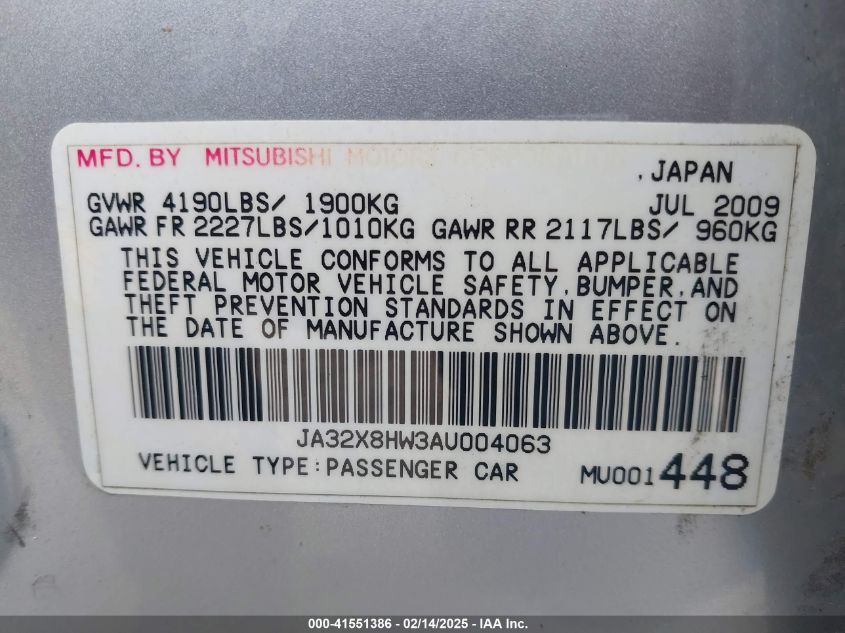 MFD. BY MITSUBISHI MOTORS CORPORATION
, JAPAN
GVWR 4190LBS/ 1900KG JUL 2009
GAWR FR 2227LBS/1010KG GAWR RR 2117LBS/ 960KG
THIS VEHICLE CONFORMS TO ALL APPLICABLE
FEDERAL MOTOR VEHICLE SAFETY,BUMPER,AND
THEFT PREVENTION STANDARDS IN EFFECT ON
THE DATE OF MANUFACTURE SHOWN ABOVE.
JA32X8HW3AU004063
VEHICLE TYPE:PASSENGER CAR MU001448
000-41551386 - 02/14/2025 - IAA Inc.